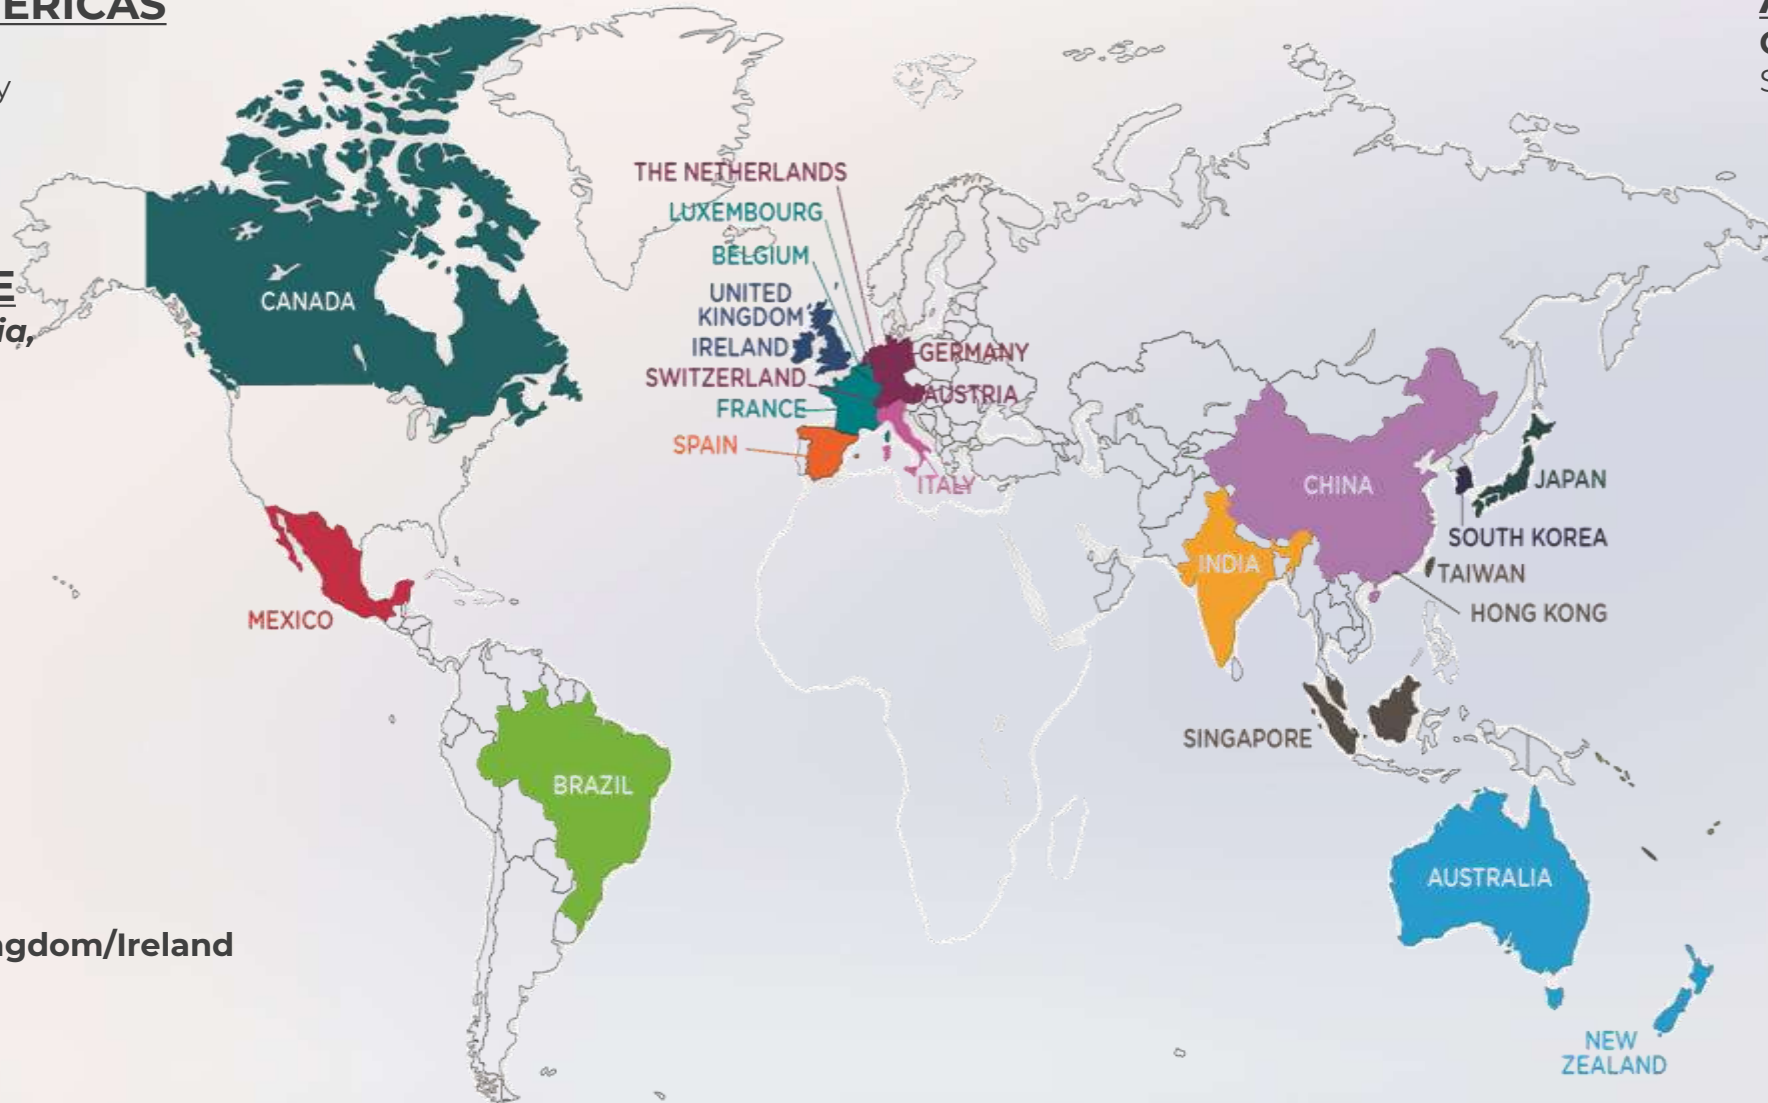 ERICAS
y
E
ia,
ngdom/Ireland
THE NETHERLANDS
LUXEMBOURG
BELGIUM
UNITED
KINGDOM
IRELAND
SWITZERLAND
FRANCE
SPAIN
GERMANY
AUSTRIA
ITALY
CANADA
MEXICO
BRAZIL
CHINA
INDIA
JAPAN
SOUTH KOREA
TAIWAN
HONG KONG
SINGAPORE
AUSTRALIA
NEW
ZEALAND